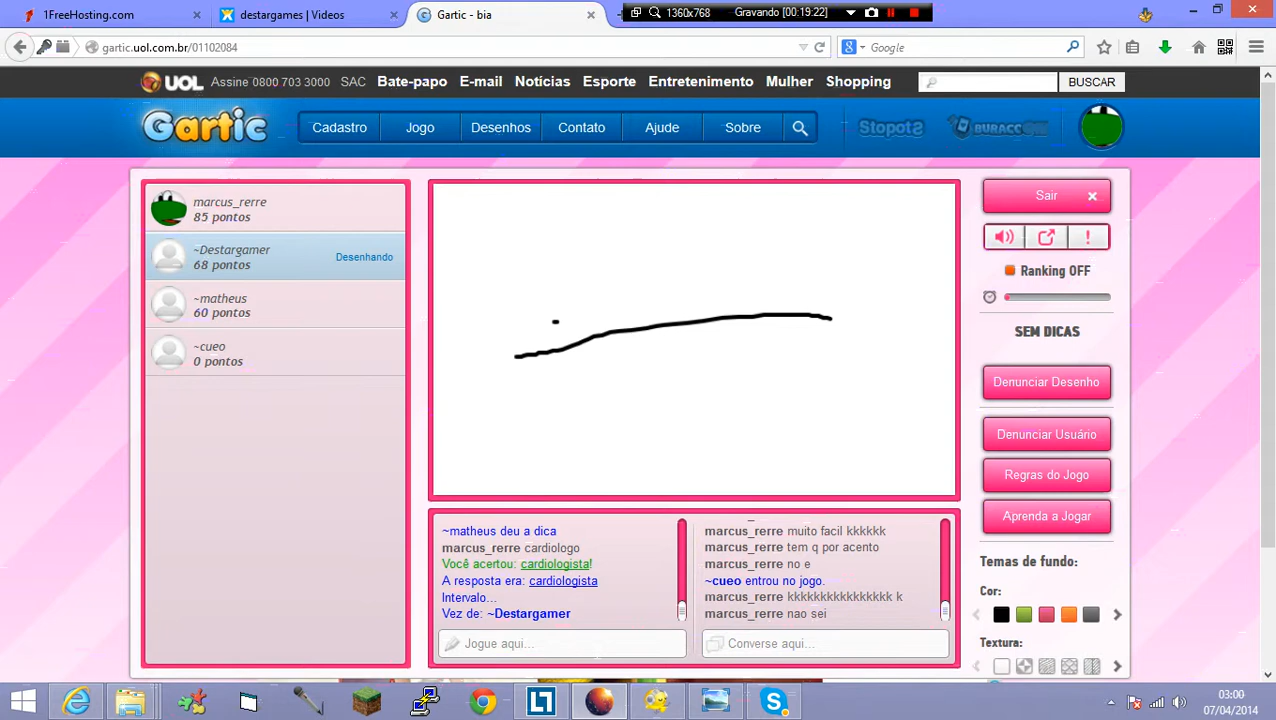 1FreeHosting.com
destargames | Videos
Gartic - bia
1360x768
Gravando [00:19:22]
gartic.uol.com.br/01102084
Google
UOL Assine 0800 703 3000 SAC Bate-papo E-mail Notícias Esporte Entretenimento Mulher Shopping BUSCAR
Gartic Cadastro Jogo Desenhos Contato Ajude Sobre StopotS BURACOON
marcus_rerre
85 pontos
~Destargamer
68 pontos
Desenhando
~matheus
60 pontos
~cueo
0 pontos
Sair
Ranking OFF
SEM DICAS
Denunciar Desenho
Denunciar Usuário
Regras do Jogo
Aprenda a Jogar
Temas de fundo:
Cor:
Textura:
~matheus deu a dica
marcus_rerre cardiologo
Você acertou: cardiologista!
A resposta era: cardiologista
Intervalo...
Vez de: ~Destargamer
Jogue aqui...
marcus_rerre muito facil kkkkkk
marcus_rerre tem q por acento
marcus_rerre no e
~cueo entrou no jogo.
marcus_rerre kkkkkkkkkkkkkkkk k
marcus_rerre nao sei
Converse aqui...
03:00
07/04/2014